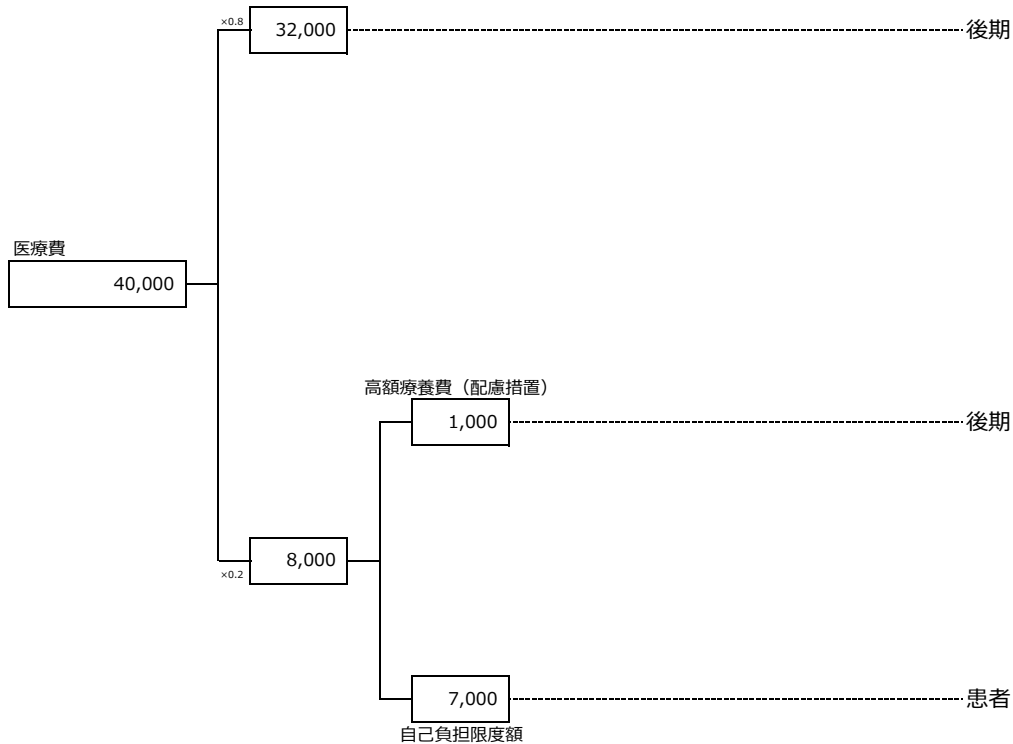 ×0.8
32,000
後期
医療費
40,000
高額療養費（配慮措置）
1,000
後期
8,000
×0.2
7,000
患者
自己負担限度額